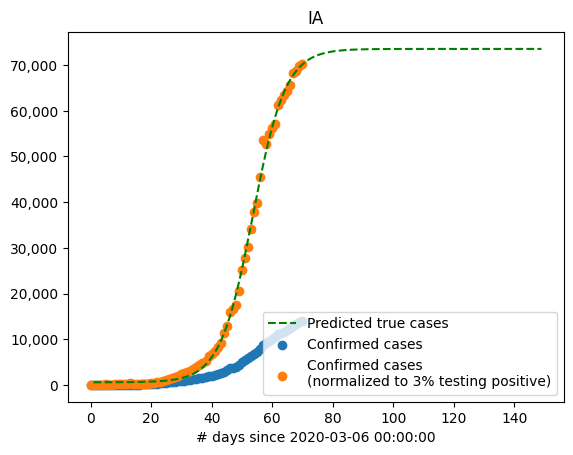 IA
70,000
60,000
50,000
40,000
30,000
20,000
10,000
0
Predicted true cases
Confirmed cases
Confirmed cases
(normalized to 3% testing positive)
0 20 40 60 80 100 120 140
# days since 2020-03-06 00:00:00